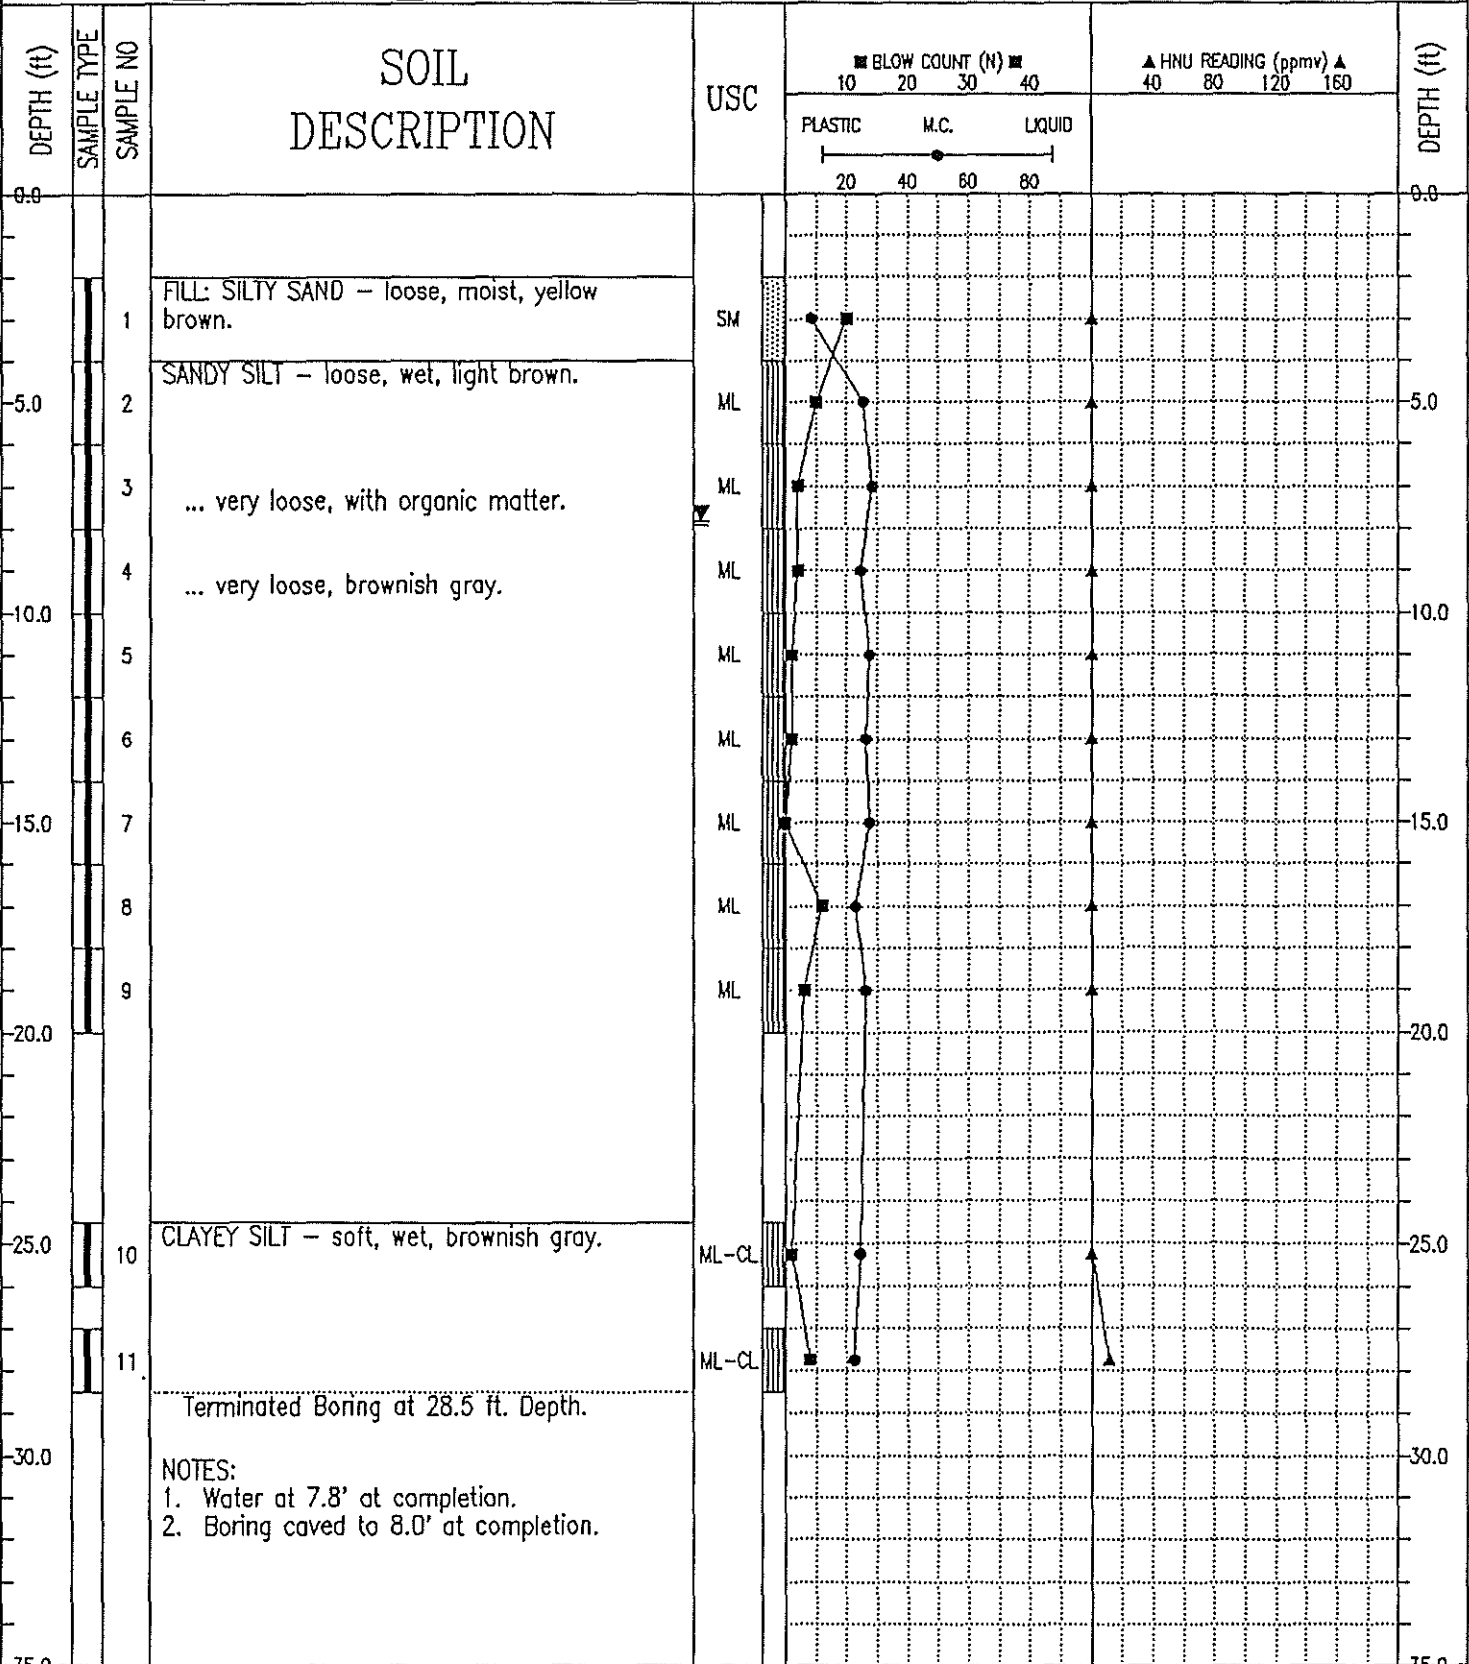 DEPTH (ft)
SAMPLE TYPE
SAMPLE NO
SOIL
DESCRIPTION
USC
■ BLOW COUNT (N) ■
10 20 30 40
PLASTIC M.C. LIQUID
20 40 60 80
▲ HNU READING (ppmv) ▲
40 80 120 160
DEPTH (ft)
0.0 0.0
FILL: SILTY SAND – loose, moist, yellow
1 brown. SM
SANDY SILT – loose, wet, light brown.
5.0 2 ML 5.0
3 ML
... very loose, with organic matter.
4 ML
... very loose, brownish gray.
10.0 10.0
5 ML
6 ML
15.0 7 ML 15.0
8 ML
9 ML
20.0 20.0
CLAYEY SILT – soft, wet, brownish gray.
25.0 25.0
10 ML-CL
11 ML-CL
Terminated Boring at 28.5 ft. Depth.
30.0 30.0
NOTES:
1. Water at 7.8' at completion.
2. Boring caved to 8.0' at completion.